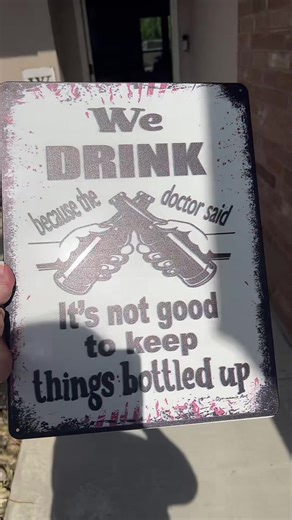 We
DRINK
because the doctor said
It's not good
to keep
things bottled up